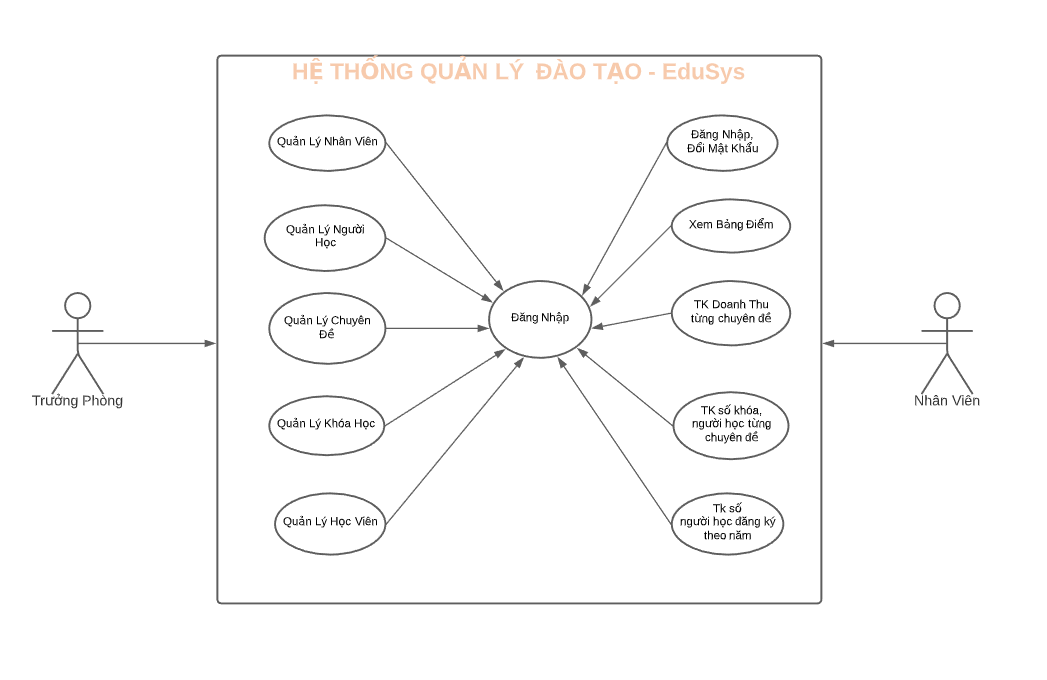 HỆ THỐNG QUẢN LÝ ĐÀO TẠO - EduSys
Quản Lý Nhân Viên
Quản Lý Người
Học
Quản Lý Chuyên
Đề
Quản Lý Khóa Học
Quản Lý Học Viên
Đăng Nhập
Đăng Nhập,
Đổi Mật Khẩu
Xem Bảng Điểm
TK Doanh Thu
từng chuyên đề
TK số khóa,
người học từng
chuyên đề
Tk số
người học đăng ký
theo năm
Trưởng Phòng
Nhân Viên